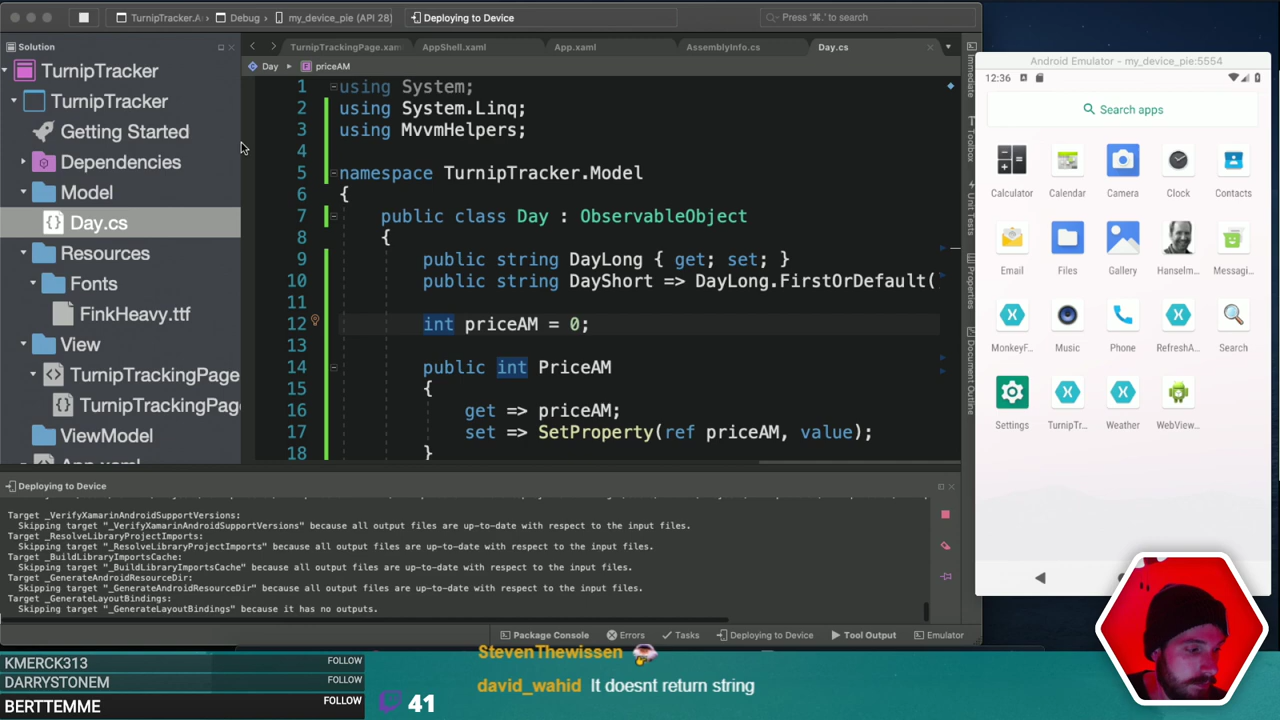 TurnipTracker.A
Debug
my_device_pie (API 28)
Deploying to Device
Press '⌘.' to search
Solution
TurnipTrackingPage.xam
AppShell.xaml
App.xaml
AssemblyInfo.cs
Day.cs
Day
priceAM
TurnipTracker
TurnipTracker
Getting Started
Dependencies
Model
Day.cs
Resources
Fonts
FinkHeavy.ttf
View
TurnipTrackingPage
TurnipTrackingPag
ViewModel
App.xaml
1 using System;
2 using System.Linq;
3 using MvvmHelpers;
4
5 namespace TurnipTracker.Model
6 {
7 public class Day : ObservableObject
8 {
9 public string DayLong { get; set; }
10 public string DayShort => DayLong.FirstOrDefault(
11
12 int priceAM = 0;
13
14 public int PriceAM
15 {
16 get => priceAM;
17 set => SetProperty(ref priceAM, value);
18 }
Immediate
Toolbox
Unit Tests
Properties
Document Outline
Deploying to Device
Target _VerifyXamarinAndroidSupportVersions:
Skipping target "_VerifyXamarinAndroidSupportVersions" because all output files are up-to-date with respect to the input files.
Target _ResolveLibraryProjectImports:
Skipping target "_ResolveLibraryProjectImports" because all output files are up-to-date with respect to the input files.
Target _BuildLibraryImportsCache:
Skipping target "_BuildLibraryImportsCache" because all output files are up-to-date with respect to the input files.
Target _GenerateAndroidResourceDir:
Skipping target "_GenerateAndroidResourceDir" because all output files are up-to-date with respect to the input files.
Target _GenerateLayoutBindings:
Skipping target "_GenerateLayoutBindings" because it has no outputs.
Package Console
Errors
Tasks
Deploying to Device
Tool Output
Emulator
Android Emulator - my_device_pie:5554
12:36
Search apps
Calculator
Calendar
Camera
Clock
Contacts
Email
Files
Gallery
Hanselm...
Messagi...
MonkeyF...
Music
Phone
RefreshA...
Search
Settings
TurnipTr...
Weather
WebView...
KMERCK313 FOLLOW
DARRYSTONEM FOLLOW
BERTTEMME FOLLOW
41
StevenThewissen
david_wahid It doesnt return string